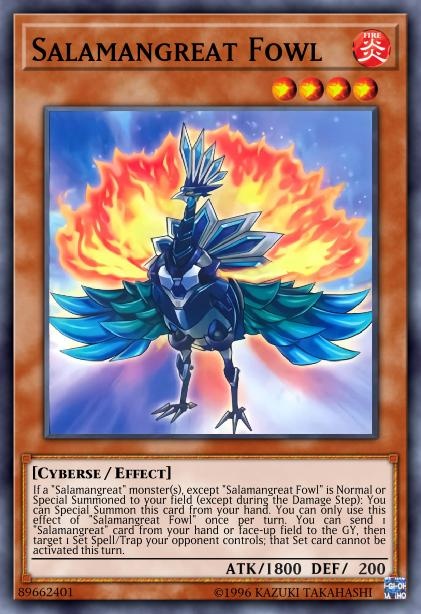 SALAMANGREAT FOWL
FIRE
炎
[CYBERSE / EFFECT]
If a "Salamangreat" monster(s), except "Salamangreat Fowl" is Normal or
Special Summoned to your field (except during the Damage Step): You
can Special Summon this card from your hand. You can only use this
effect of "Salamangreat Fowl" once per turn. You can send 1
"Salamangreat" card from your hand or face-up field to the GY, then
target 1 Set Spell/Trap your opponent controls; that Set card cannot be
activated this turn.
ATK/1800 DEF/ 200
89662401
©1996 KAZUKI TAKAHASHI